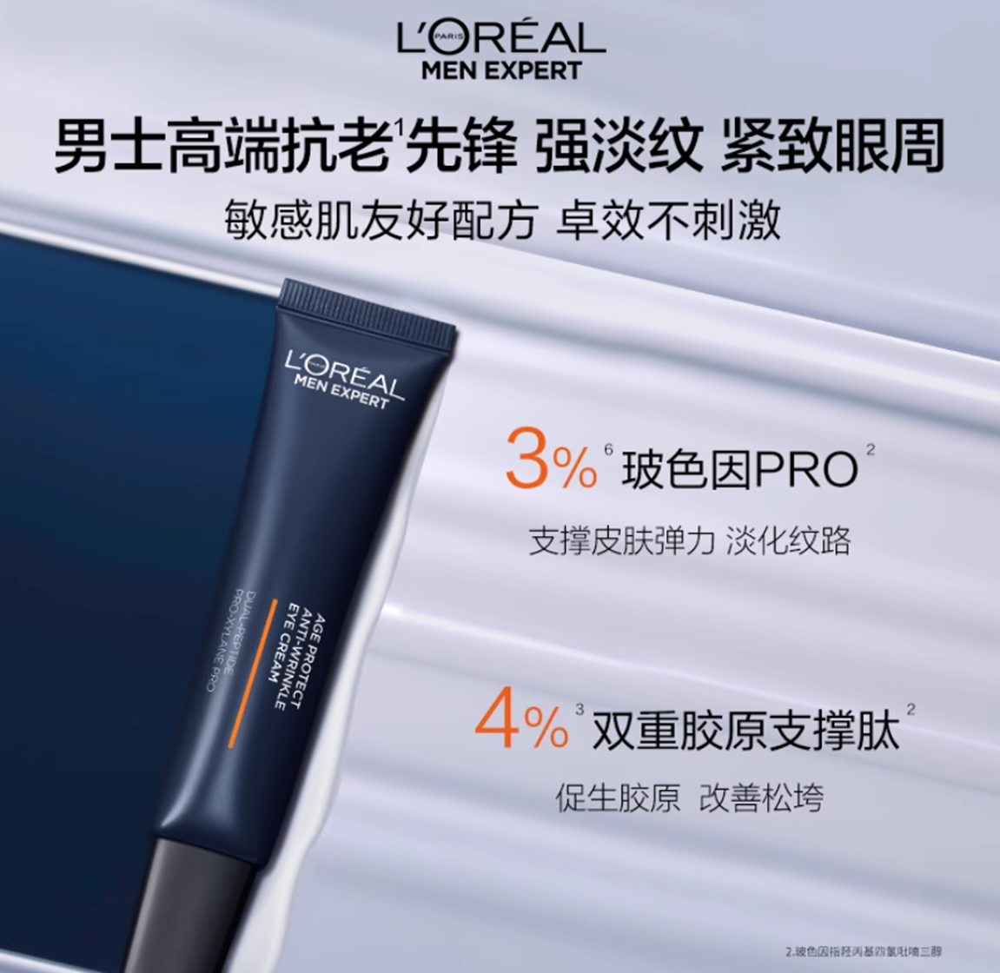 L'ORÉAL
PARIS
MEN EXPERT
男士高端抗老¹先锋 强淡纹 紧致眼周
敏感肌友好配方 卓效不刺激
L'ORÉAL
MEN EXPERT
AGE PROTECT
ANTI-WRINKLE
EYE CREAM
DUAL-PEPTIDE
PRO-XYLANE PRO
3%⁶ 玻色因PRO²
支撑皮肤弹力 淡化纹路
4%³ 双重胶原支撑肽²
促生胶原 改善松垮
2.玻色因指羟丙基四氢吡喃三醇